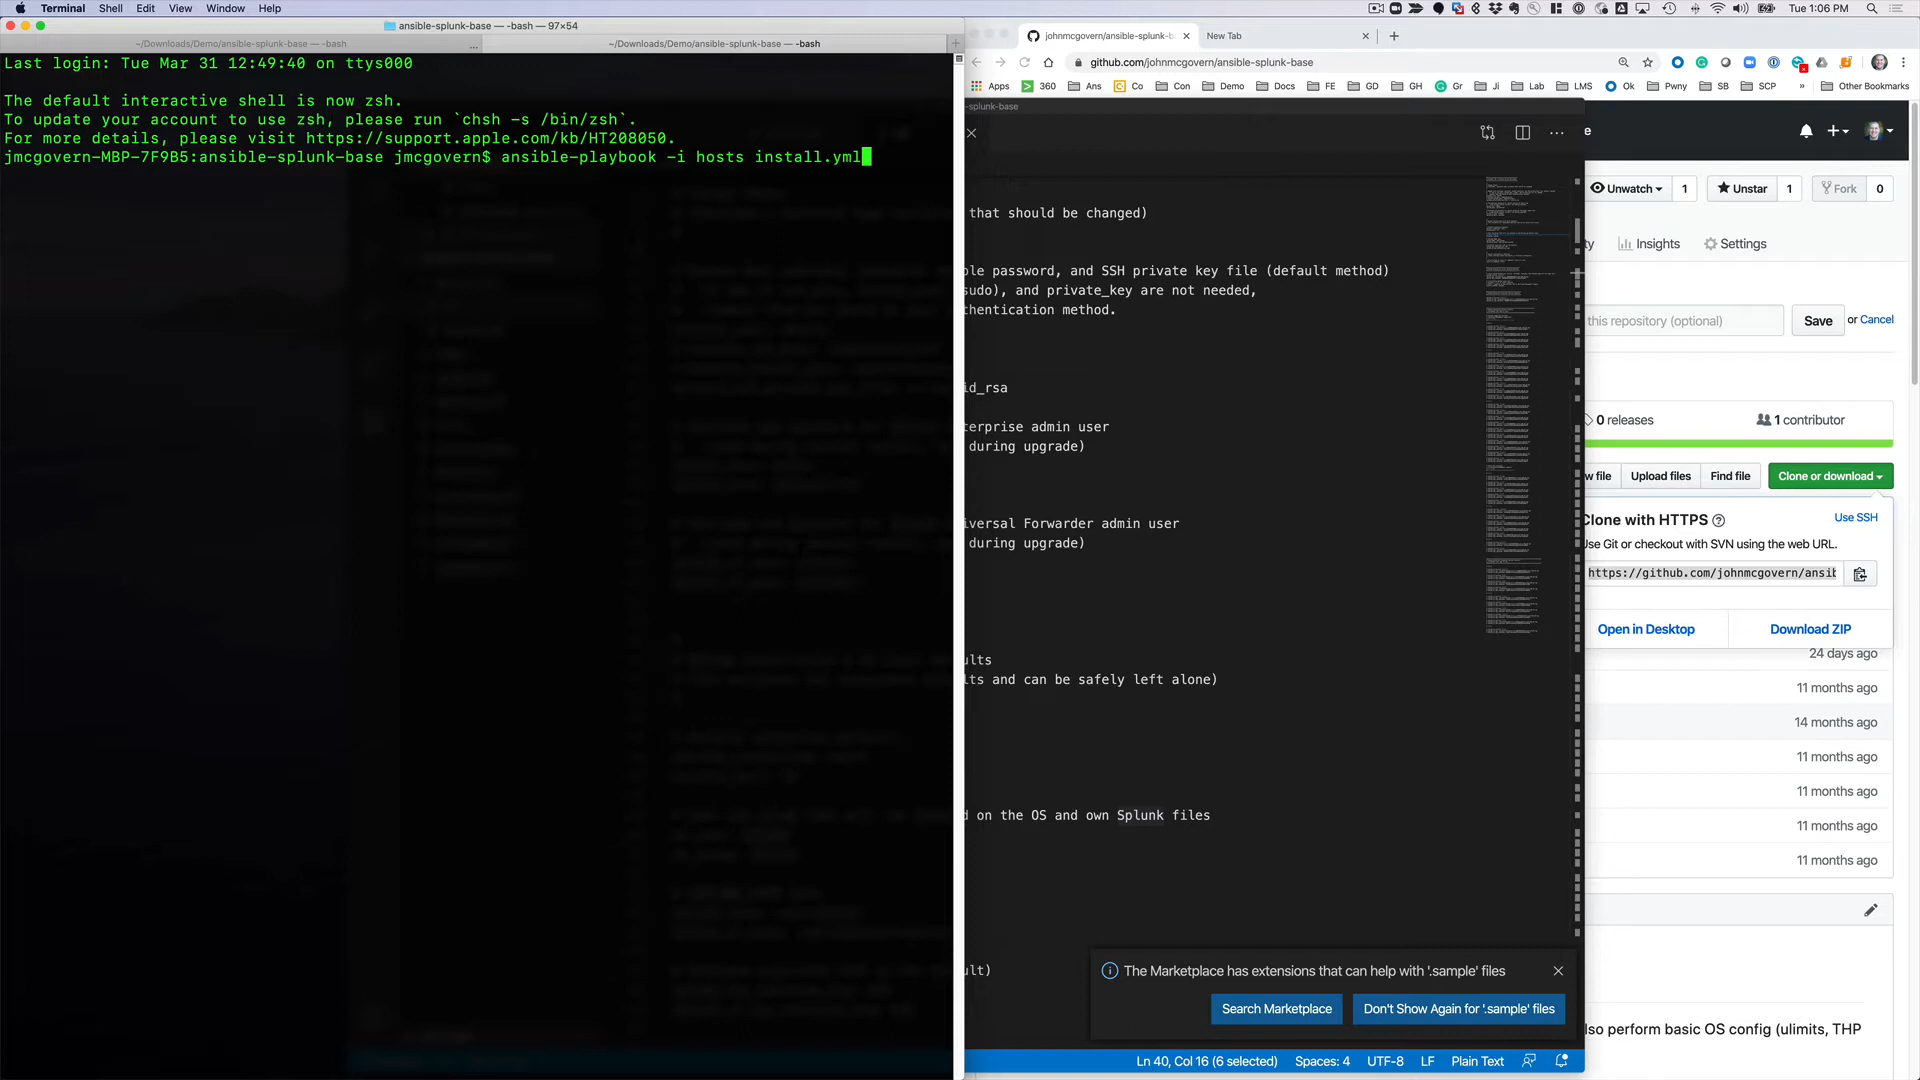 Terminal Shell Edit View Window Help
Tue 1:06 PM
ansible-splunk-base — -bash — 97×54
~/Downloads/Demo/ansible-splunk-base — -bash
...
~/Downloads/Demo/ansible-splunk-base — -bash
Last login: Tue Mar 31 12:49:40 on ttys000
The default interactive shell is now zsh.
To update your account to use zsh, please run `chsh -s /bin/zsh`.
For more details, please visit https://support.apple.com/kb/HT208050.
jmcgovern-MBP-7F9B5:ansible-splunk-base jmcgovern$ ansible-playbook -i hosts install.yml
johnmcgovern/ansible-splunk-b
New Tab
github.com/johnmcgovern/ansible-splunk-base
Apps 360 Ans Co Con Demo Docs FE GD GH Gr Ji Lab LMS Ok Pwny SB SCP » Other Bookmarks
-splunk-base
that should be changed)
le password, and SSH private key file (default method)
sudo), and private_key are not needed,
thentication method.
id_rsa
terprise admin user
during upgrade)
iversal Forwarder admin user
during upgrade)
ults
lts and can be safely left alone)
d on the OS and own Splunk files
ult)
The Marketplace has extensions that can help with '.sample' files
Search Marketplace
Don't Show Again for '.sample' files
Ln 40, Col 16 (6 selected) Spaces: 4 UTF-8 LF Plain Text
e
Unwatch 1 Unstar 1 Fork 0
ty Insights Settings
this repository (optional)
Save or Cancel
0 releases 1 contributor
w file Upload files Find file Clone or download
Clone with HTTPS
Use SSH
Use Git or checkout with SVN using the web URL.
https://github.com/johnmcgovern/ansib
Open in Desktop Download ZIP
24 days ago
11 months ago
14 months ago
11 months ago
11 months ago
11 months ago
11 months ago
lso perform basic OS config (ulimits, THP